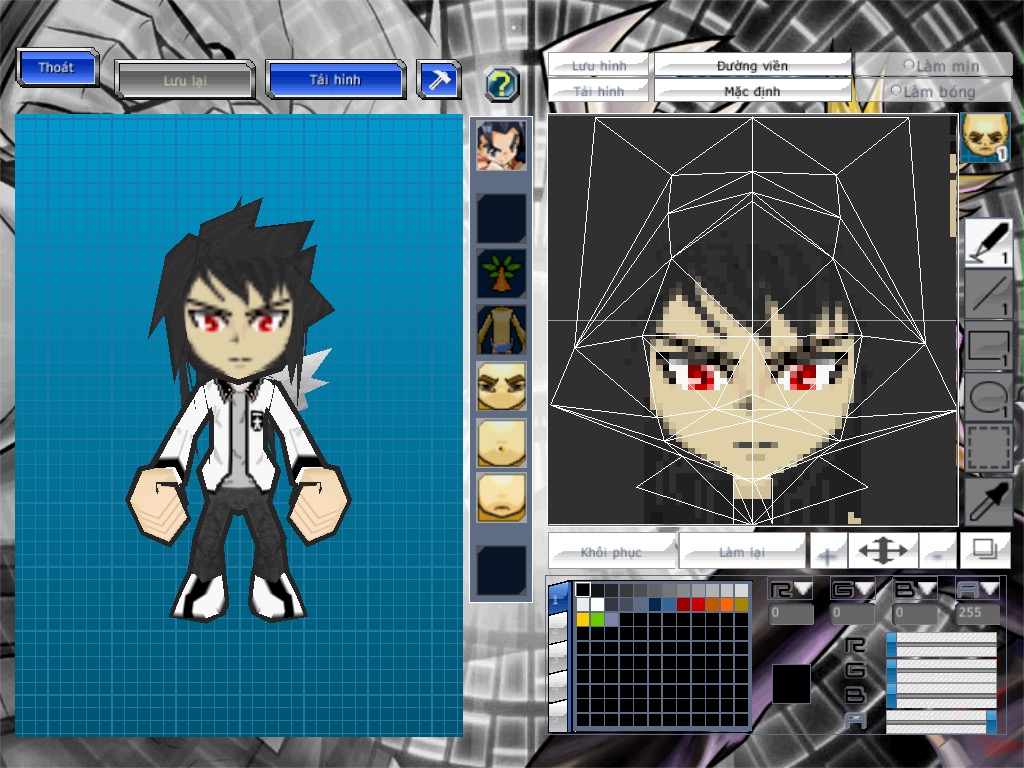 Thoát
Lưu lại
Tải hình
?
Lưu hình
Đường viền
Làm mịn
Tải hình
Mặc định
Làm bóng
1
1
1
1
1
Khôi phục
Làm lại
+
-
1
R G B A
0 0 0 255
R
G
B
A